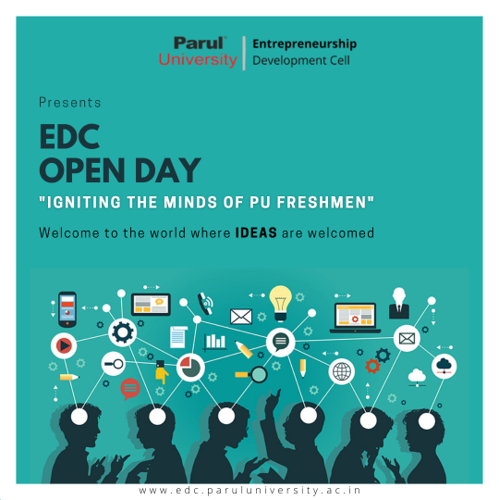 Parul®
University
Entrepreneurship
Development Cell
Presents
EDC
OPEN DAY
"IGNITING THE MINDS OF PU FRESHMEN"
Welcome to the world where IDEAS are welcomed
www.edc.paruluniversity.ac.in